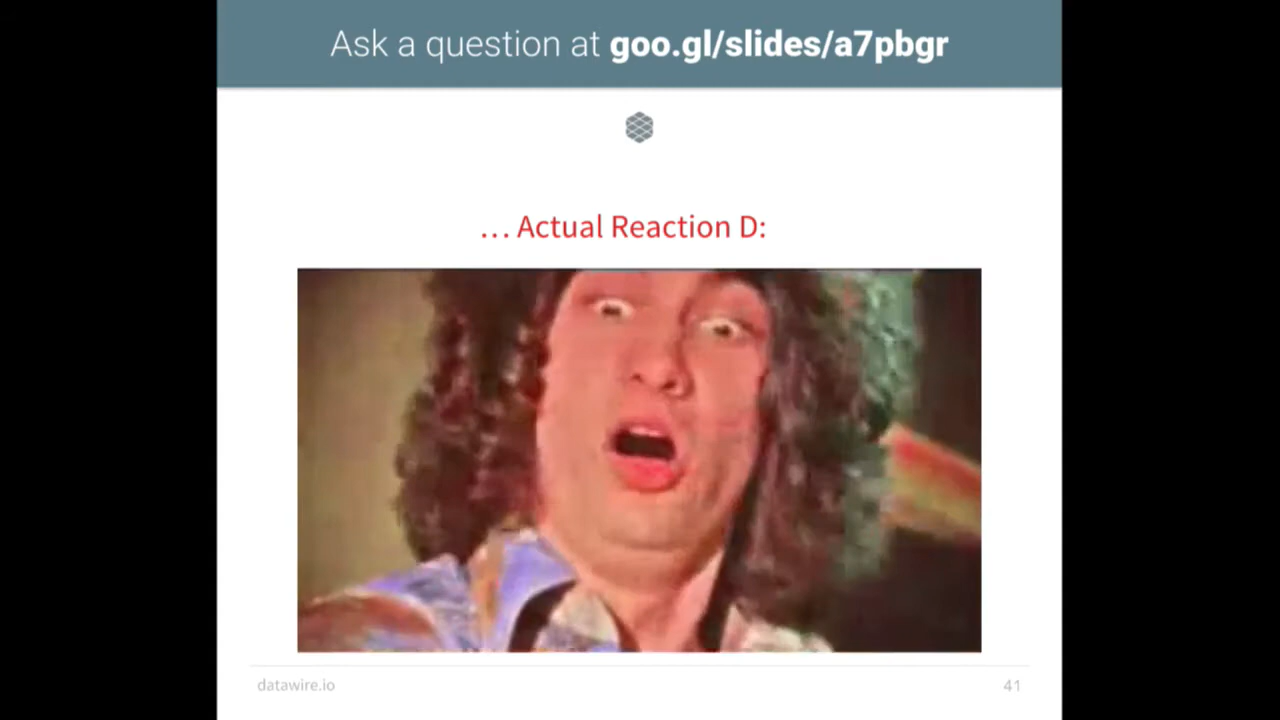 Ask a question at goo.gl/slides/a7pbgr
... Actual Reaction D:
datawire.io
41